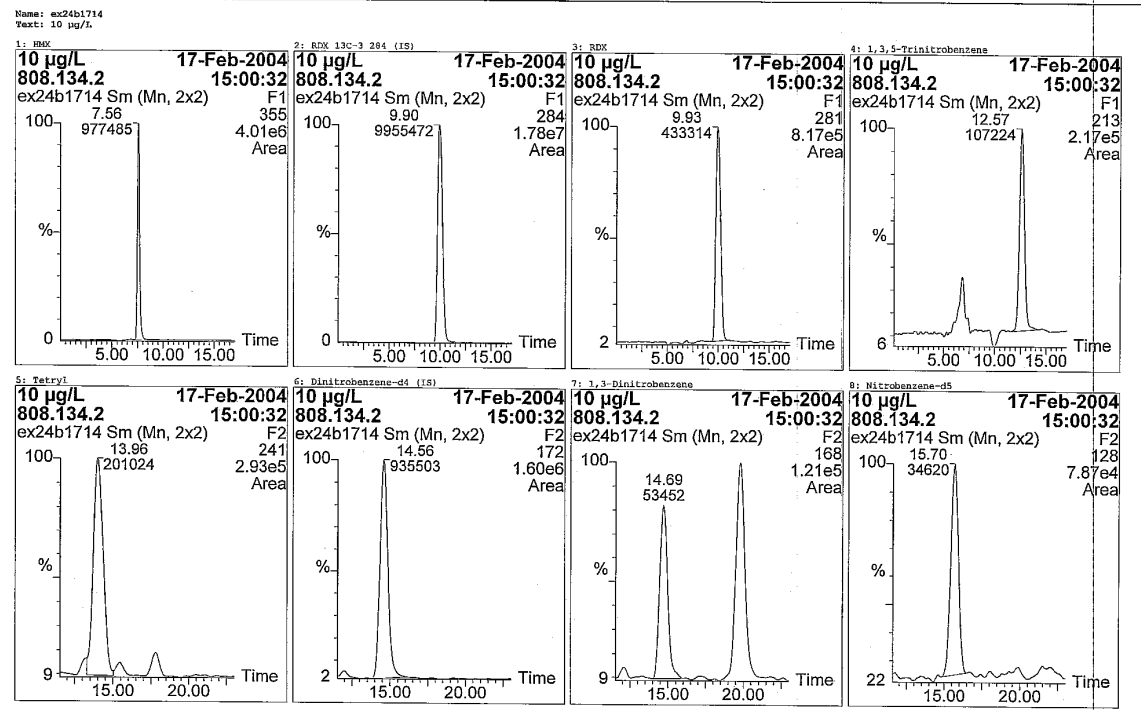 Name: ex24b1714
Text: 10 µg/L
1: HMX
10 µg/L 17-Feb-2004
808.134.2 15:00:32
ex24b1714 Sm (Mn, 2x2) F1
7.56 355
100 977485 4.01e6
Area
%
0 Time
5.00 10.00 15.00
2: RDX 13C-3 284 (IS)
10 µg/L 17-Feb-2004
808.134.2 15:00:32
ex24b1714 Sm (Mn, 2x2) F1
9.90 284
100 9955472 1.78e7
Area
%
0 Time
5.00 10.00 15.00
3: RDX
10 µg/L 17-Feb-2004
808.134.2 15:00:32
ex24b1714 Sm (Mn, 2x2) F1
9.93 281
100 433314 8.17e5
Area
%
2 Time
5.00 10.00 15.00
4: 1,3,5-Trinitrobenzene
10 µg/L 17-Feb-2004
808.134.2 15:00:32
ex24b1714 Sm (Mn, 2x2) F1
12.57 213
100 107224 2.17e5
Area
%
6 Time
5.00 10.00 15.00
5: Tetryl
10 µg/L 17-Feb-2004
808.134.2 15:00:32
ex24b1714 Sm (Mn, 2x2) F2
13.96 241
100 201024 2.93e5
Area
%
9 Time
15.00 20.00
6: Dinitrobenzene-d4 (IS)
10 µg/L 17-Feb-2004
808.134.2 15:00:32
ex24b1714 Sm (Mn, 2x2) F2
14.56 172
100 935503 1.60e6
Area
%
2 Time
15.00 20.00
7: 1,3-Dinitrobenzene
10 µg/L 17-Feb-2004
808.134.2 15:00:32
ex24b1714 Sm (Mn, 2x2) F2
168
100 1.21e5
14.69 Area
53452
%
9 Time
15.00 20.00
8: Nitrobenzene-d5
10 µg/L 17-Feb-2004
808.134.2 15:00:32
ex24b1714 Sm (Mn, 2x2) F2
15.70 128
100 34620 7.87e4
Area
%
22 Time
15.00 20.00